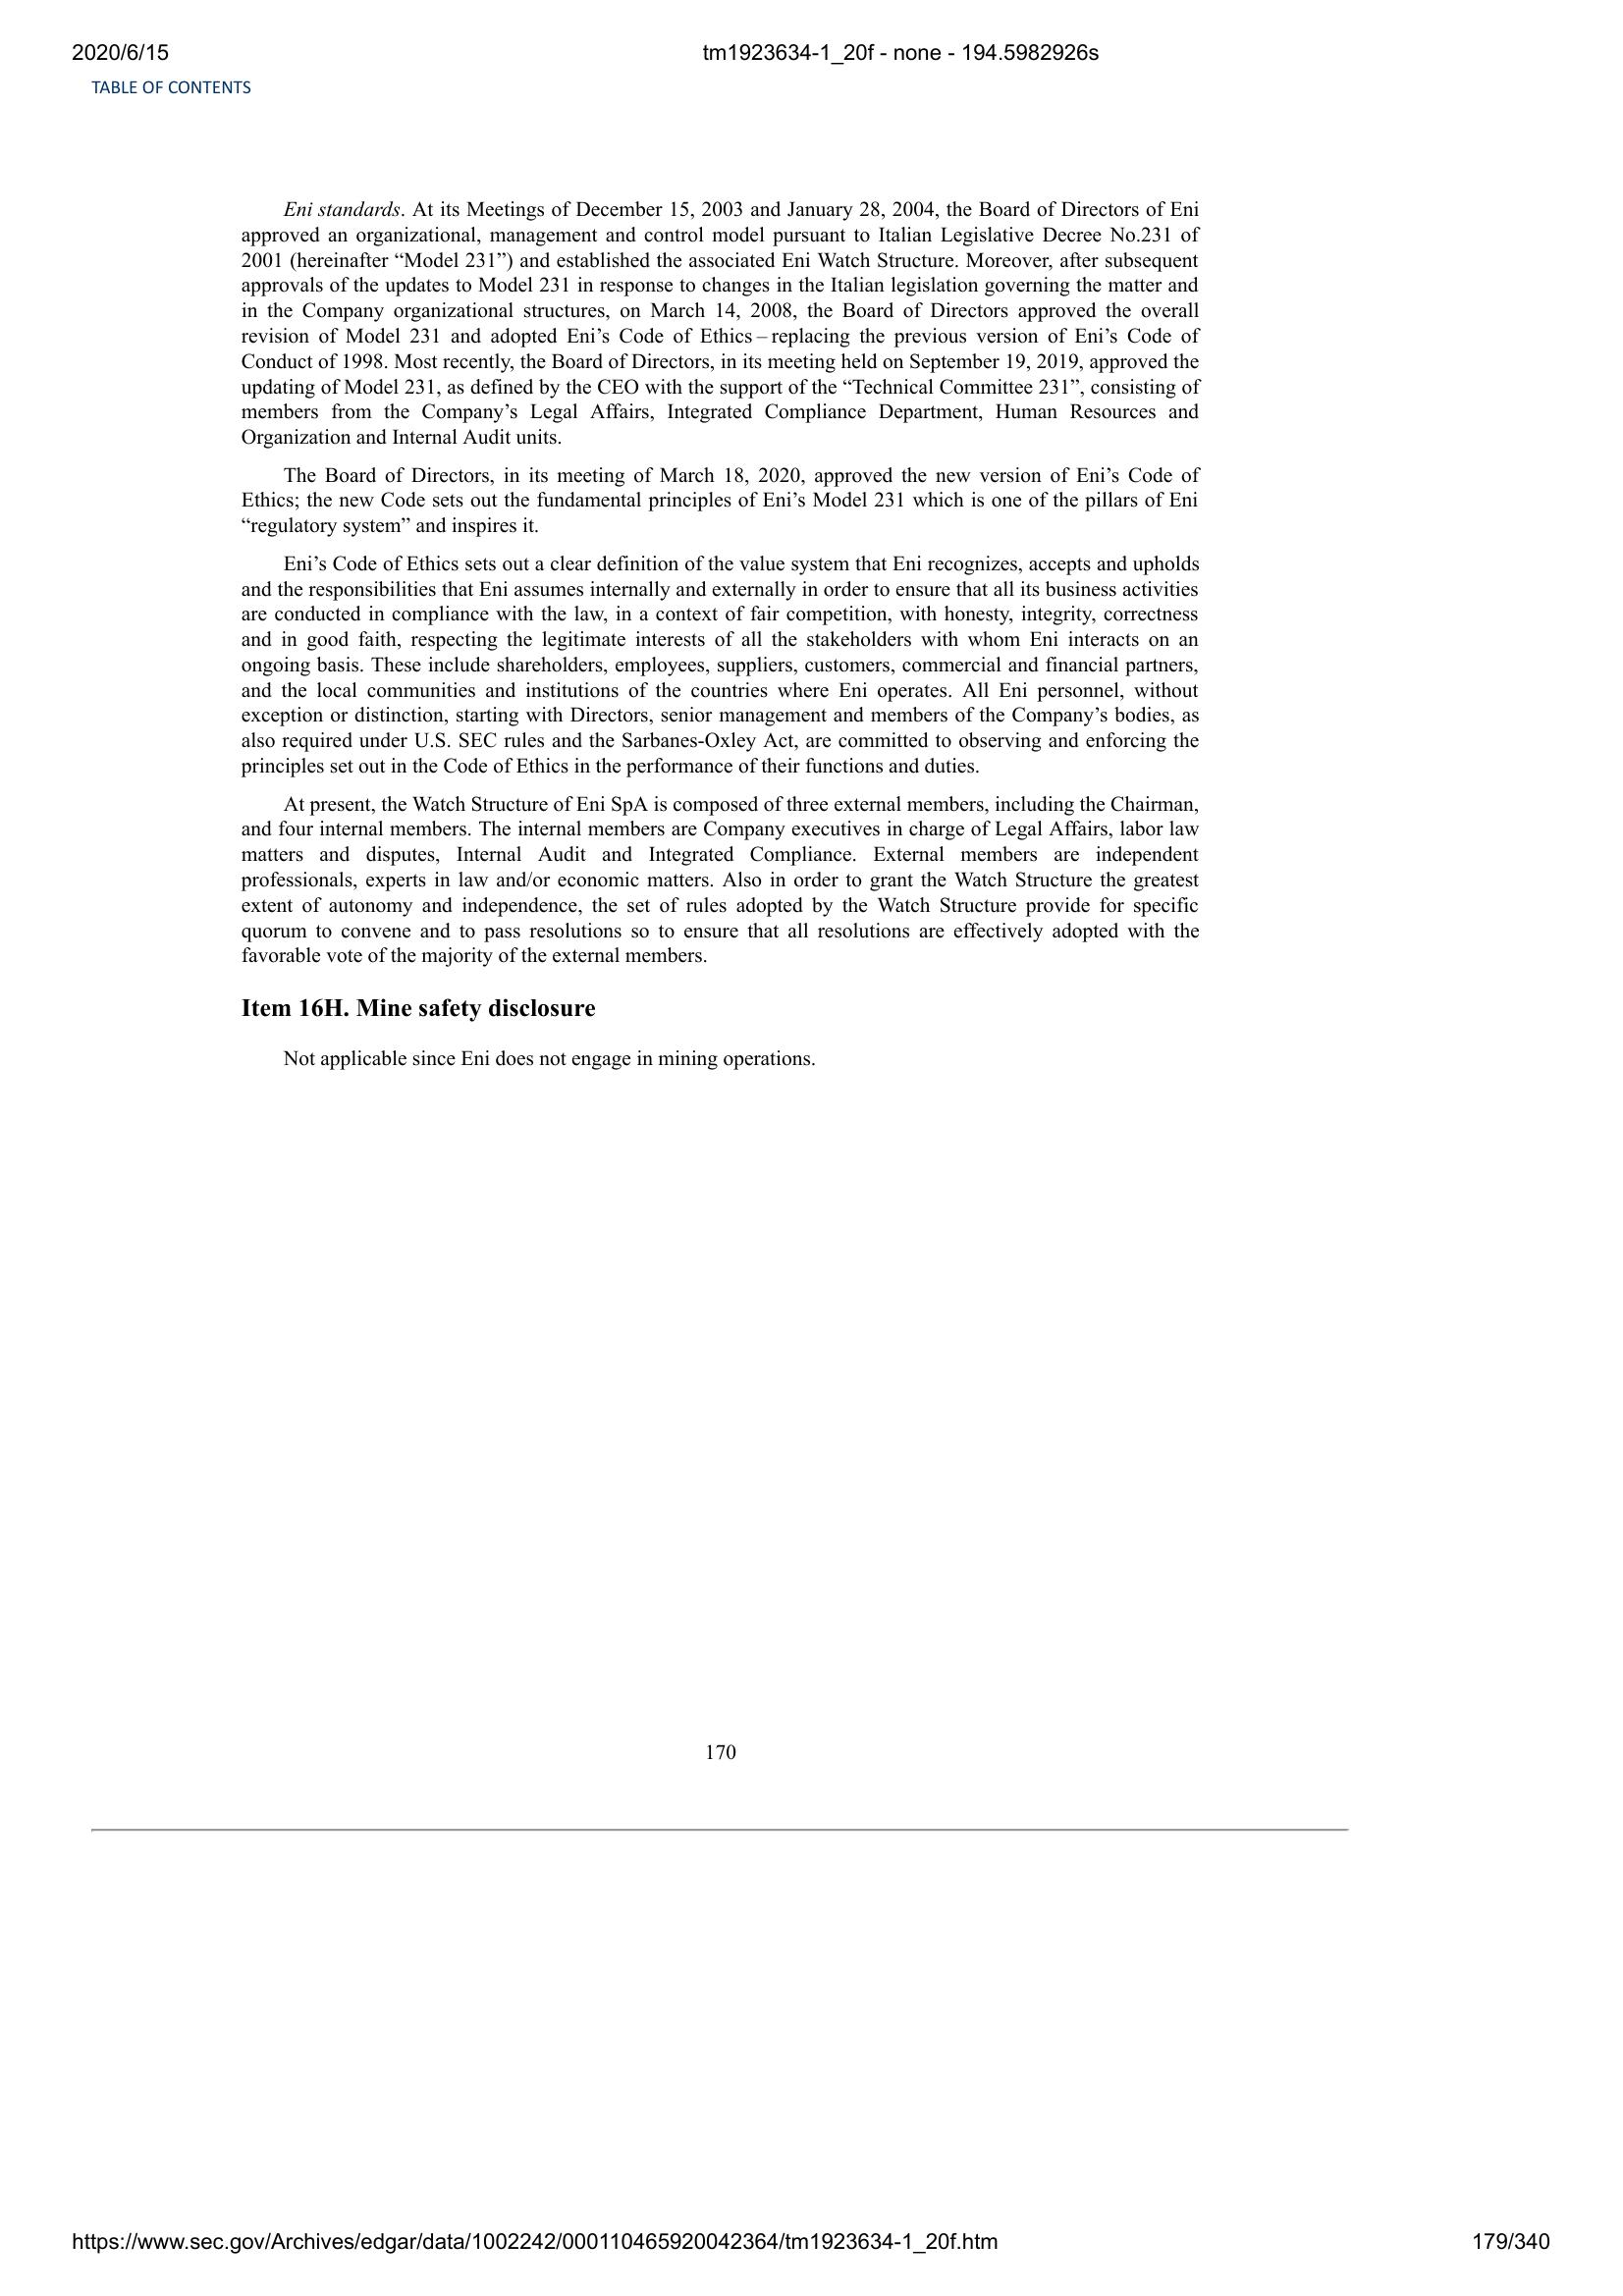 2020/6/15
tm1923634-1_20f - none - 194.5982926s
TABLE OF CONTENTS
Eni standards. At its Meetings of December 15, 2003 and January 28, 2004, the Board of Directors of Eni
approved an organizational, management and control model pursuant to Italian Legislative Decree No.231 of
2001 (hereinafter “Model 231”) and established the associated Eni Watch Structure. Moreover, after subsequent
approvals of the updates to Model 231 in response to changes in the Italian legislation governing the matter and
in the Company organizational structures, on March 14, 2008, the Board of Directors approved the overall
revision of Model 231 and adopted Eni’s Code of Ethics – replacing the previous version of Eni’s Code of
Conduct of 1998. Most recently, the Board of Directors, in its meeting held on September 19, 2019, approved the
updating of Model 231, as defined by the CEO with the support of the “Technical Committee 231”, consisting of
members from the Company’s Legal Affairs, Integrated Compliance Department, Human Resources and
Organization and Internal Audit units.
The Board of Directors, in its meeting of March 18, 2020, approved the new version of Eni’s Code of
Ethics; the new Code sets out the fundamental principles of Eni’s Model 231 which is one of the pillars of Eni
“regulatory system” and inspires it.
Eni’s Code of Ethics sets out a clear definition of the value system that Eni recognizes, accepts and upholds
and the responsibilities that Eni assumes internally and externally in order to ensure that all its business activities
are conducted in compliance with the law, in a context of fair competition, with honesty, integrity, correctness
and in good faith, respecting the legitimate interests of all the stakeholders with whom Eni interacts on an
ongoing basis. These include shareholders, employees, suppliers, customers, commercial and financial partners,
and the local communities and institutions of the countries where Eni operates. All Eni personnel, without
exception or distinction, starting with Directors, senior management and members of the Company’s bodies, as
also required under U.S. SEC rules and the Sarbanes-Oxley Act, are committed to observing and enforcing the
principles set out in the Code of Ethics in the performance of their functions and duties.
At present, the Watch Structure of Eni SpA is composed of three external members, including the Chairman,
and four internal members. The internal members are Company executives in charge of Legal Affairs, labor law
matters and disputes, Internal Audit and Integrated Compliance. External members are independent
professionals, experts in law and/or economic matters. Also in order to grant the Watch Structure the greatest
extent of autonomy and independence, the set of rules adopted by the Watch Structure provide for specific
quorum to convene and to pass resolutions so to ensure that all resolutions are effectively adopted with the
favorable vote of the majority of the external members.
Item 16H. Mine safety disclosure
Not applicable since Eni does not engage in mining operations.
170
https://www.sec.gov/Archives/edgar/data/1002242/000110465920042364/tm1923634-1_20f.htm
179/340